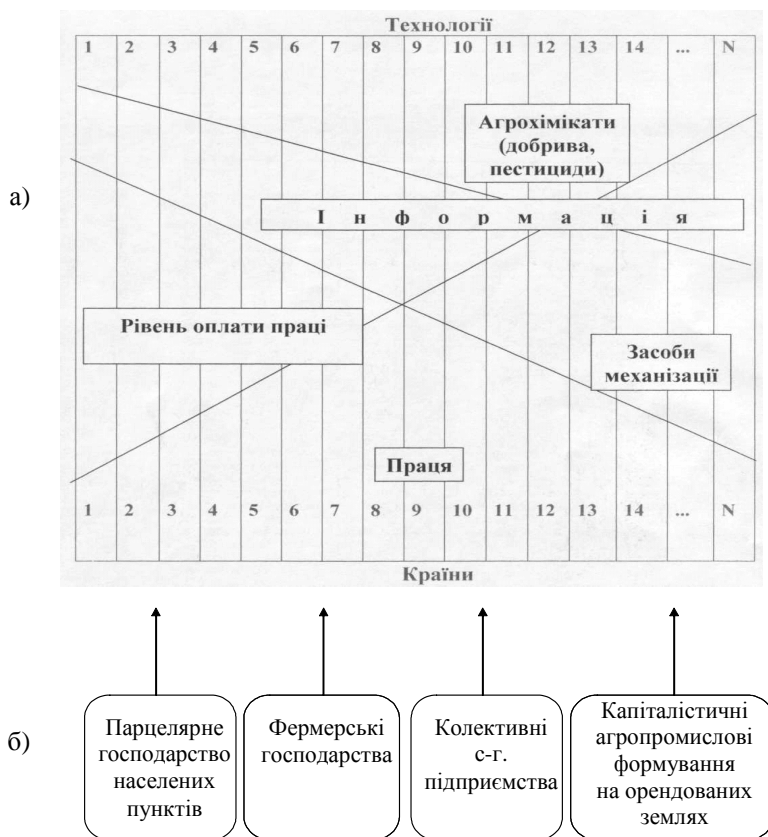 Технології
1 2 3 4 5 6 7 8 9 10 11 12 13 14 ... N
Агрохімікати
(добрива,
пестициди)
а)
І н ф о р м а ц і я
Рівень оплати праці
Засоби
механізації
Праця
1 2 3 4 5 6 7 8 9 10 11 12 13 14 ... N
Країни
б)
Парцелярне
господарство
населених
пунктів
Фермерські
господарства
Колективні
с-г.
підприємства
Капіталістичні
агропромислові
формування
на орендованих
землях